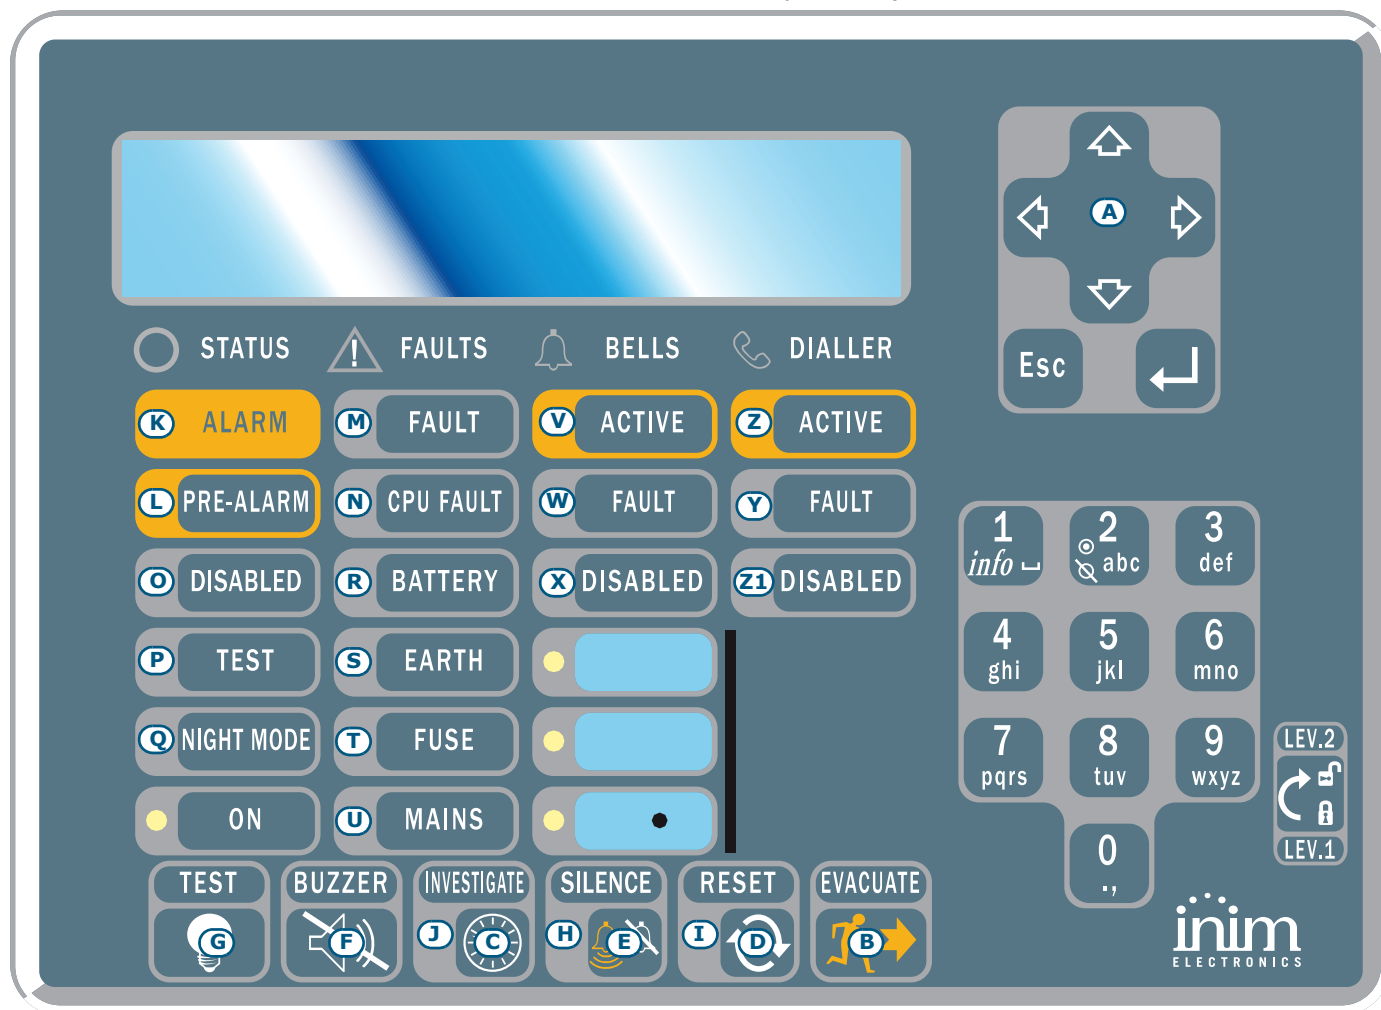 A
STATUS FAULTS BELLS DIALLER
Esc
K ALARM M FAULT V ACTIVE Z ACTIVE
L PRE-ALARM N CPU FAULT W FAULT Y FAULT
O DISABLED R BATTERY X DISABLED Z1 DISABLED
P TEST S EARTH
Q NIGHT MODE T FUSE
ON U MAINS
1 2 3
info abc def
4 5 6
ghi jkl mno
7 8 9
pqrs tuv wxyz
0
.,
LEV.2
LEV.1
TEST BUZZER INVESTIGATE SILENCE RESET EVACUATE
G F J C H E I D B
inim
ELECTRONICS